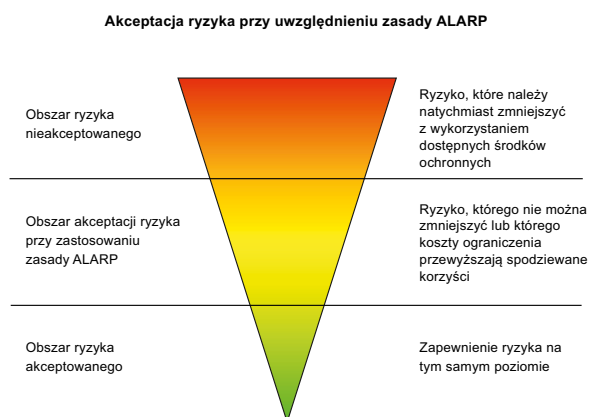 Akceptacja ryzyka przy uwzględnieniu zasady ALARP
Obszar ryzyka
nieakceptowanego
Ryzyko, które należy
natychmiast zmniejszyć
z wykorzystaniem
dostępnych środków
ochronnych
Obszar akceptacji ryzyka
przy zastosowaniu
zasady ALARP
Ryzyko, którego nie można
zmniejszyć lub którego
koszty ograniczenia
przewyższają spodziewane
korzyści
Obszar ryzyka
akceptowanego
Zapewnienie ryzyka na
tym samym poziomie